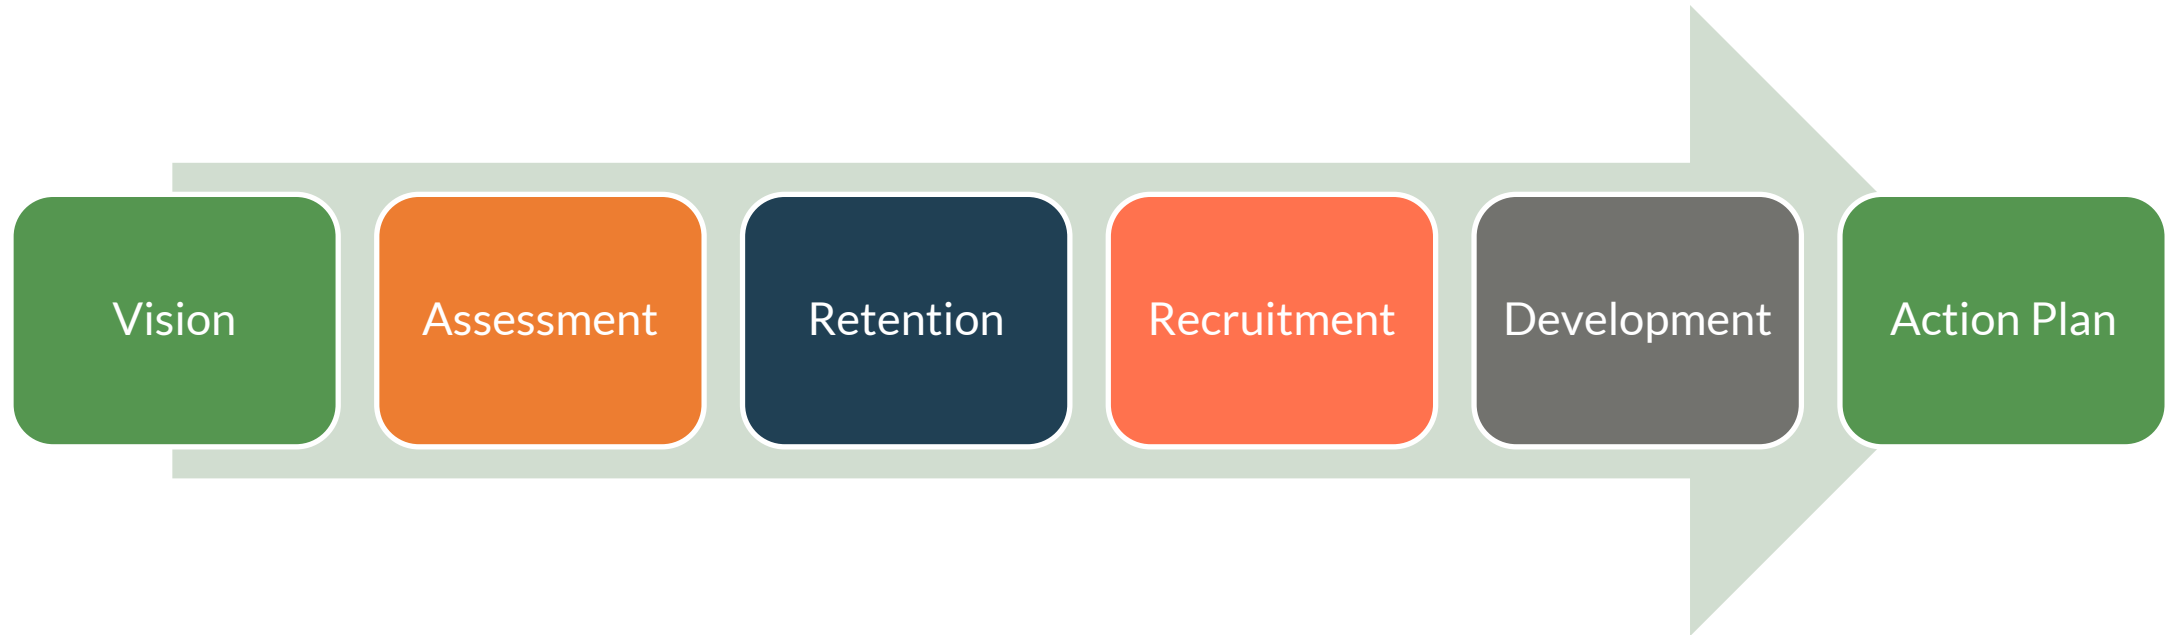 Vision
Assessment
Retention
Recruitment
Development
Action Plan